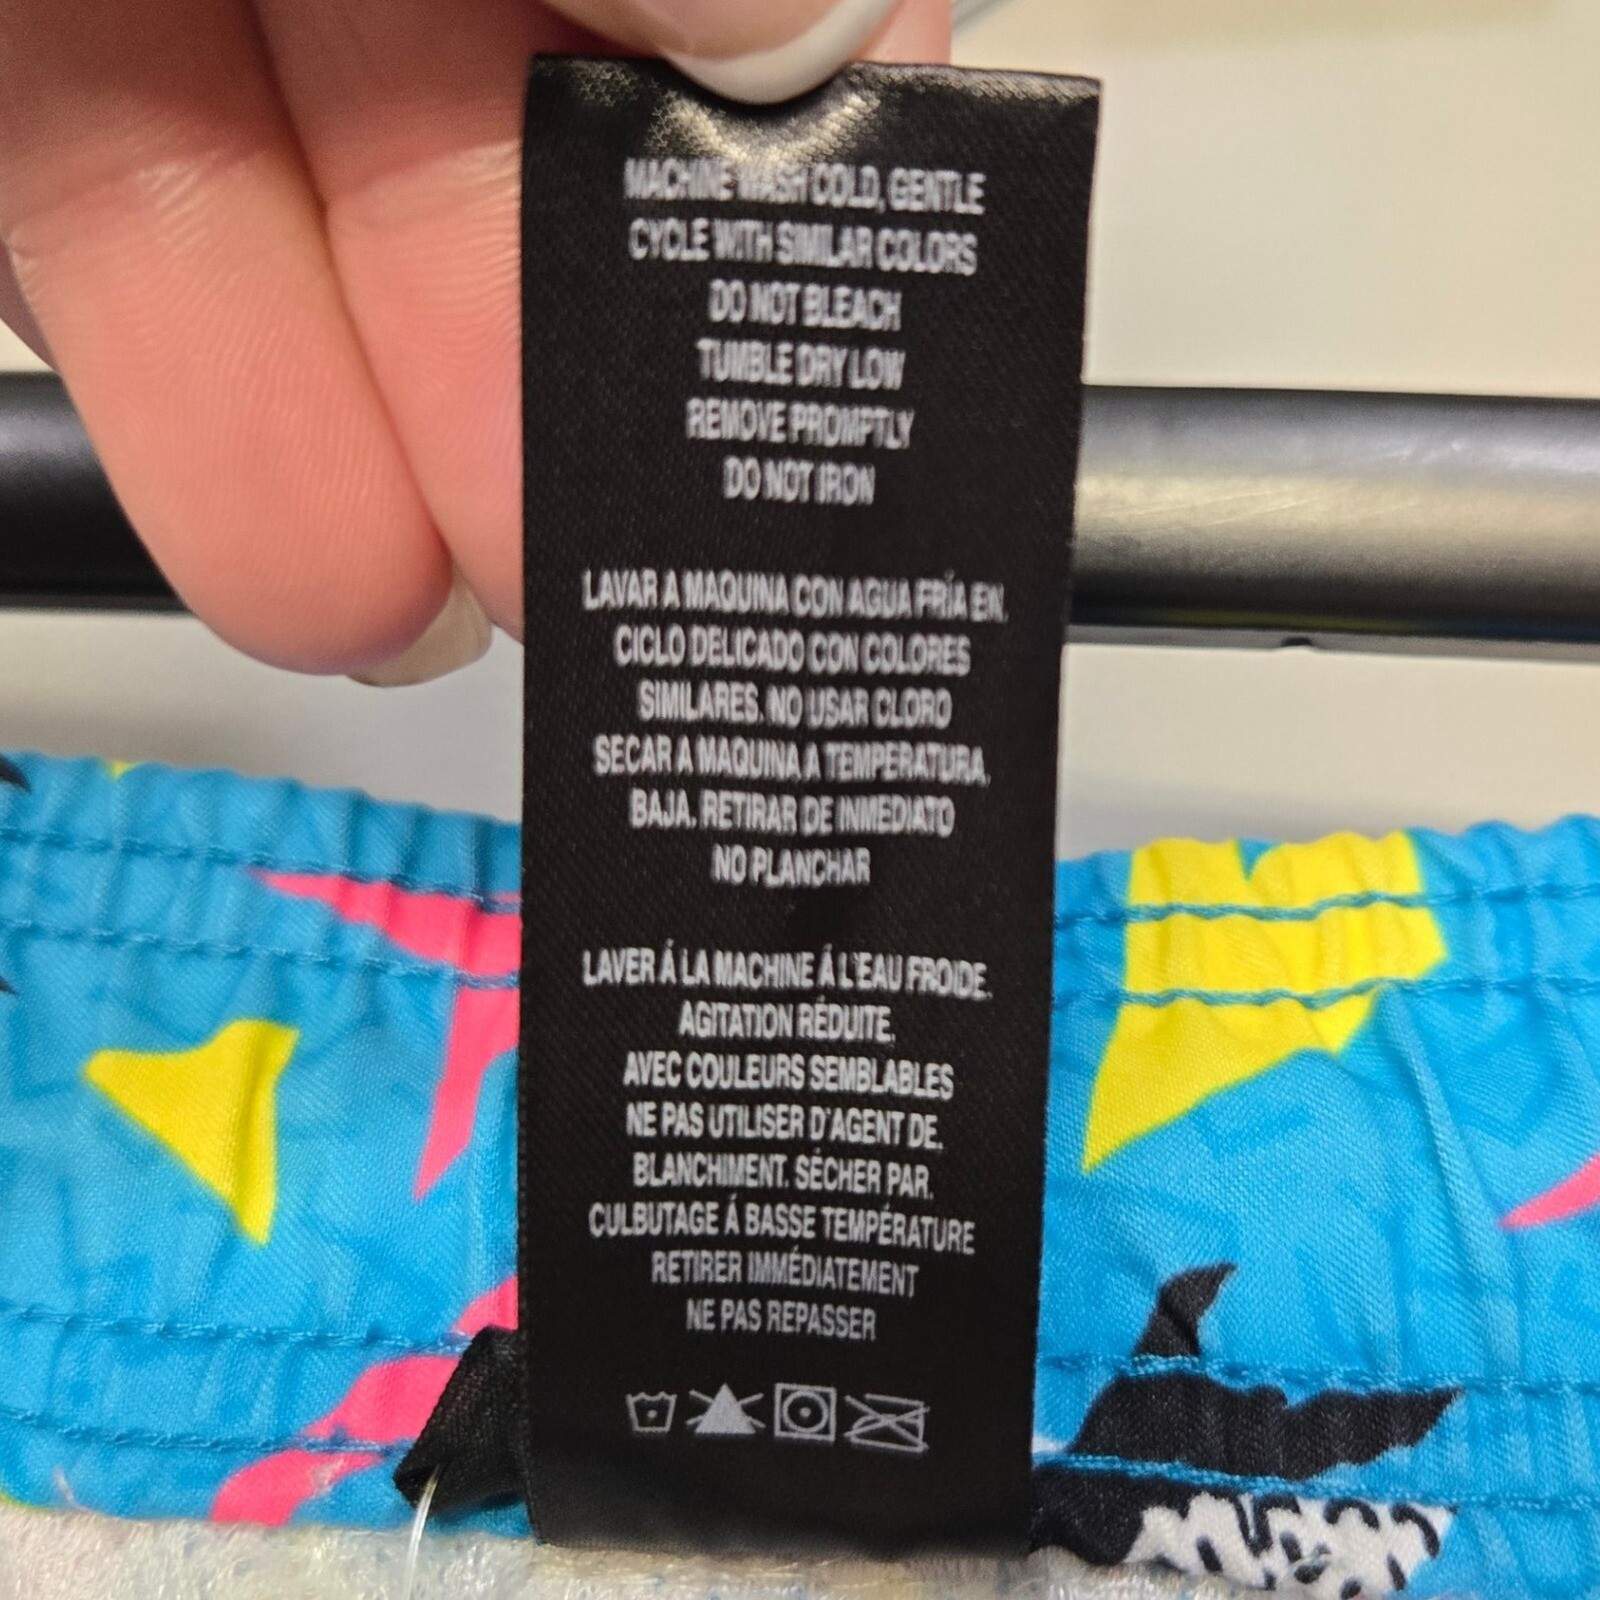 MACHINE WASH COLD, GENTLE
CYCLE WITH SIMILAR COLORS
DO NOT BLEACH
TUMBLE DRY LOW
REMOVE PROMPTLY
DO NOT IRON
LAVAR A MAQUINA CON AGUA FRÍA EN.
CICLO DELICADO CON COLORES
SIMILARES. NO USAR CLORO
SECAR A MAQUINA A TEMPERATURA.
BAJA. RETIRAR DE INMEDIATO
NO PLANCHAR
LAVER Á LA MACHINE Á L'EAU FROIDE.
AGITATION RÉDUITE.
AVEC COULEURS SEMBLABLES
NE PAS UTILISER D'AGENT DE.
BLANCHIMENT. SÉCHER PAR.
CULBUTAGE Á BASSE TEMPÉRATURE
RETIRER IMMÉDIATEMENT
NE PAS REPASSER